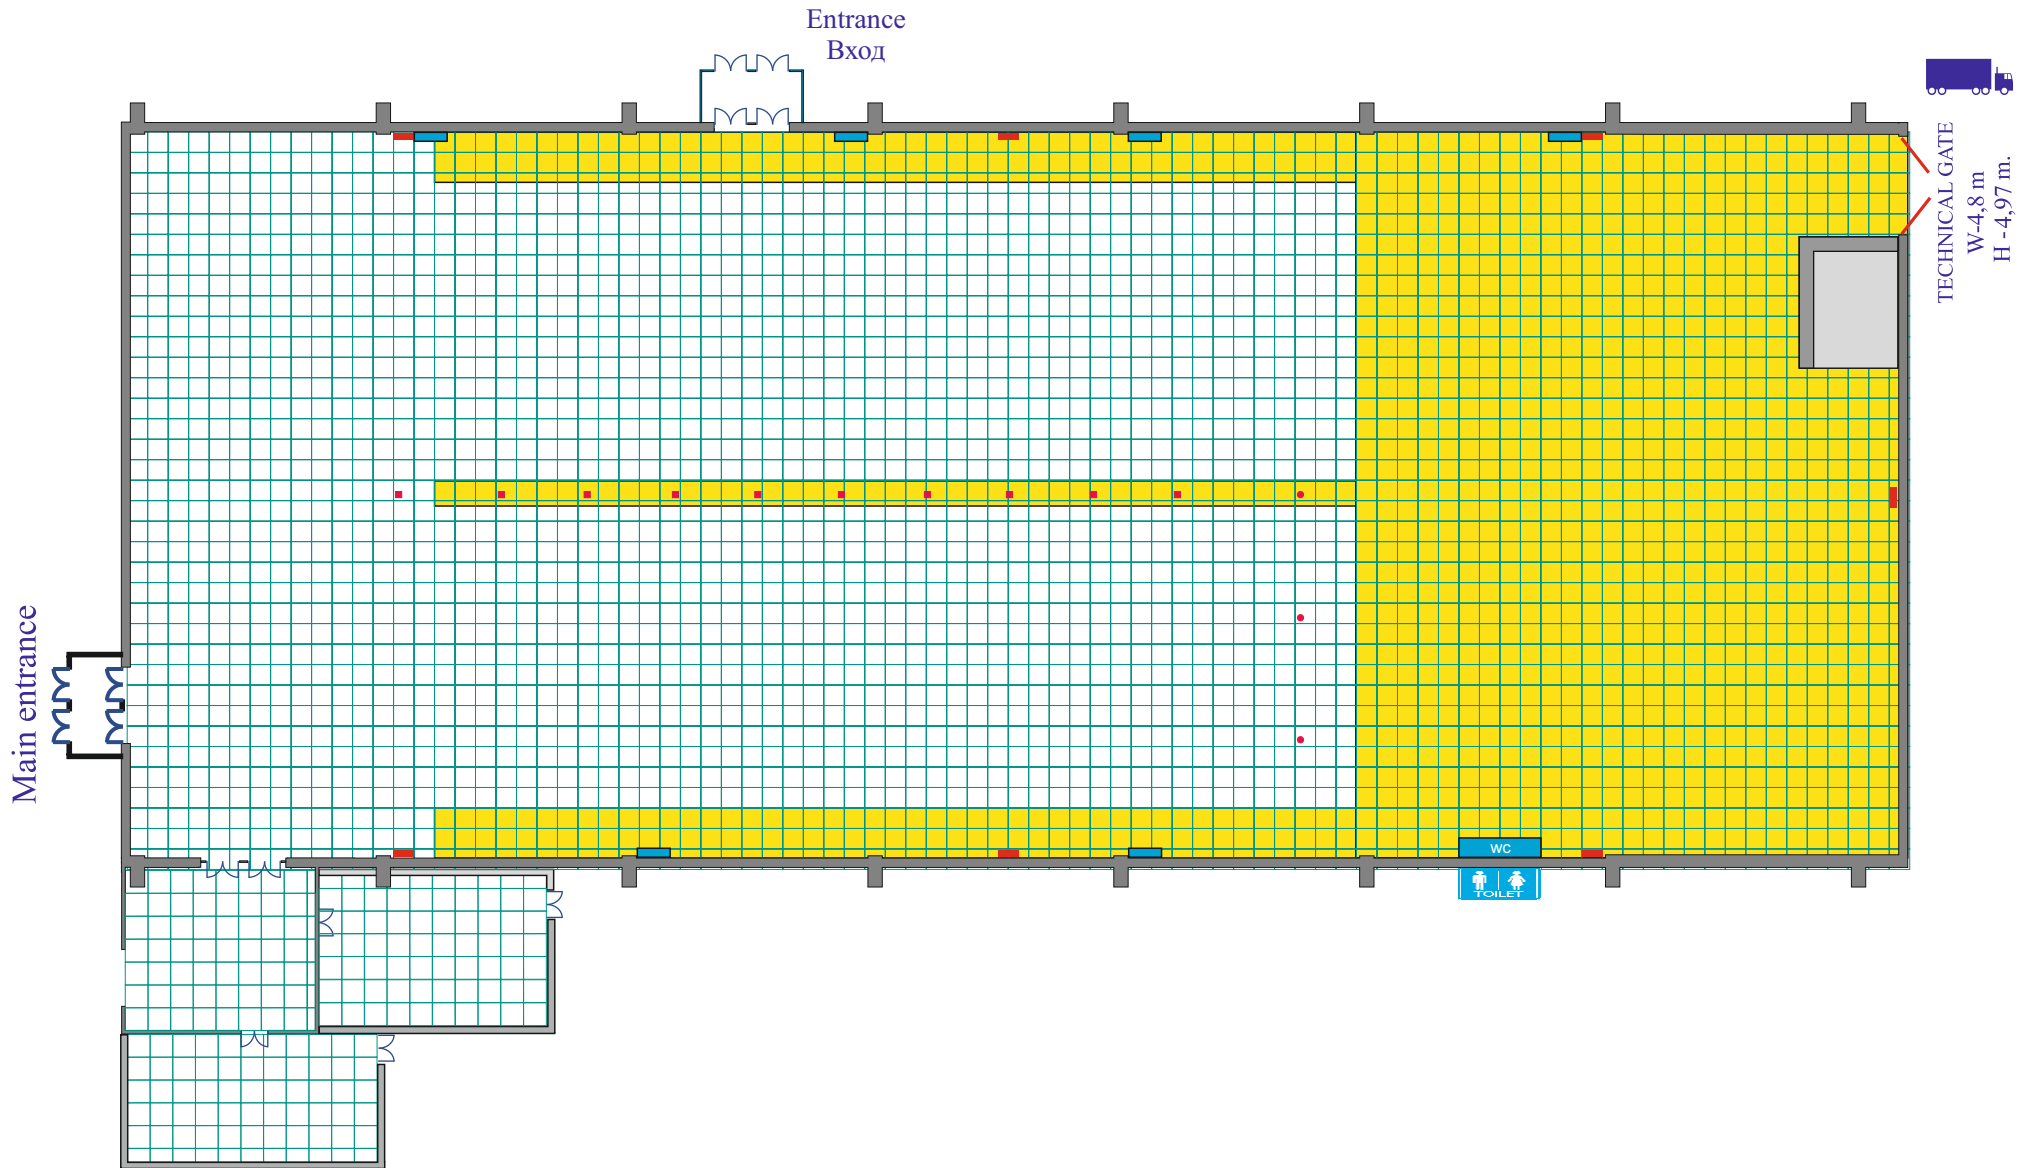 Entrance
Вход
TECHNICAL GATE
W-4,8 m
H - 4,97 m.
Main entrance
WC
TOILET